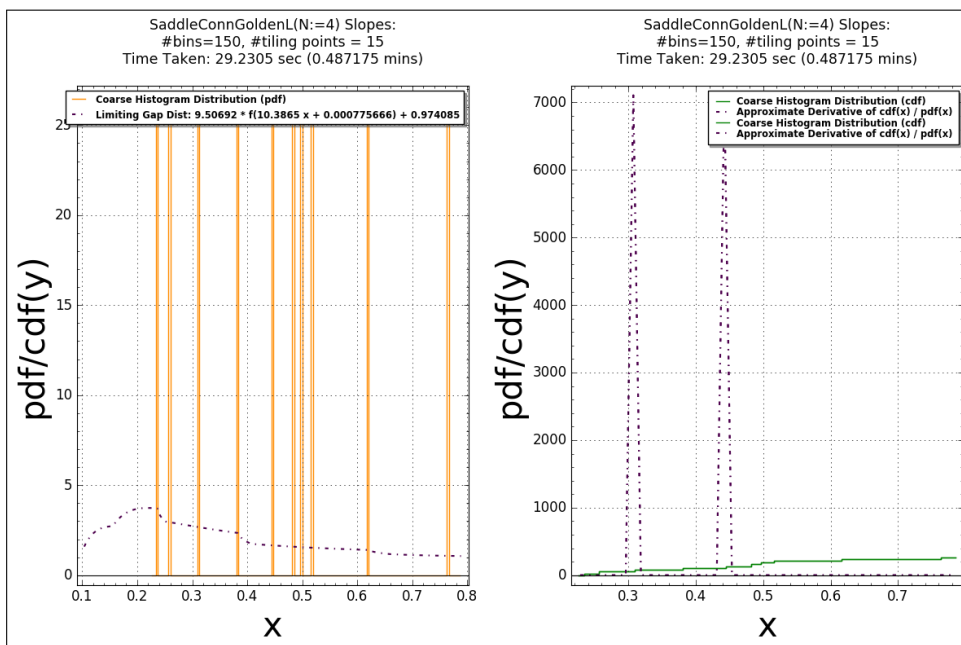 SaddleConnGoldenL(N:=4) Slopes:
#bins=150, #tiling points = 15
Time Taken: 29.2305 sec (0.487175 mins)
Coarse Histogram Distribution (pdf)
Limiting Gap Dist: 9.50692 * f(10.3865 x + 0.000775666) + 0.974085
25
20
15
10
5
0
pdf/cdf(y)
0.1 0.2 0.3 0.4 0.5 0.6 0.7 0.8
x
SaddleConnGoldenL(N:=4) Slopes:
#bins=150, #tiling points = 15
Time Taken: 29.2305 sec (0.487175 mins)
Coarse Histogram Distribution (cdf)
Approximate Derivative of cdf(x) / pdf(x)
Coarse Histogram Distribution (cdf)
Approximate Derivative of cdf(x) / pdf(x)
7000
6000
5000
4000
3000
2000
1000
0
pdf/cdf(y)
0.3 0.4 0.5 0.6 0.7
x